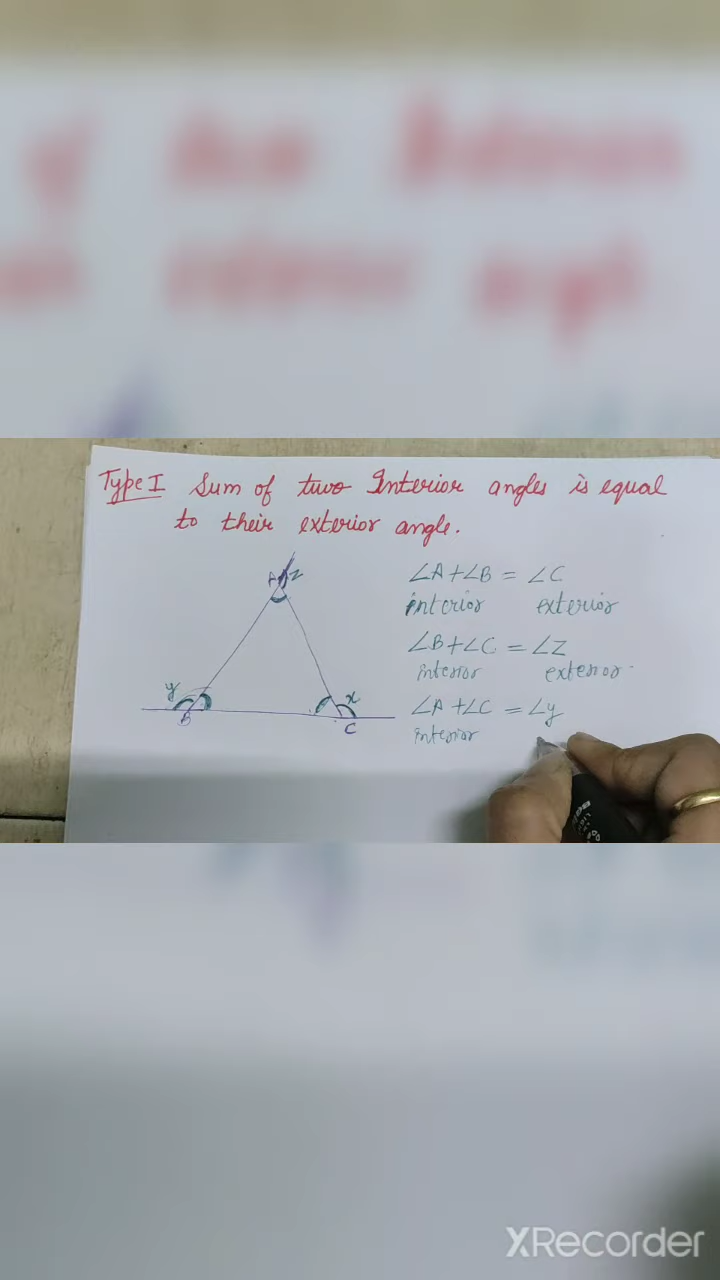 Type I Sum of two Interior angles is equal
to their exterior angle.
A Z
∠A+∠B = ∠C
interior exterior
∠B+∠C = ∠Z
interior exterior
y x
∠A +∠C = ∠y
B C
interior
XRecorder